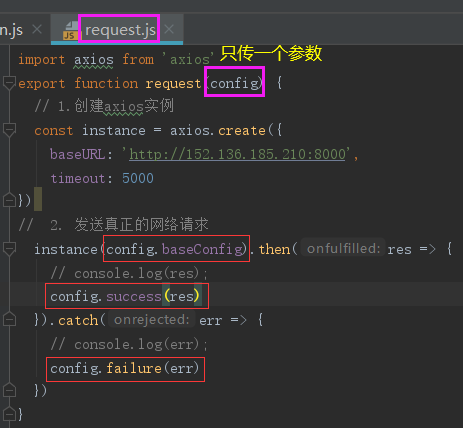 n.js
request.js
只传一个参数
import axios from 'axios'
export function request(config) {
// 1.创建axios实例
const instance = axios.create({
baseURL: 'http://152.136.185.210:8000',
timeout: 5000
})
//  2. 发送真正的网络请求
instance(config.baseConfig).then( onfulfilled: res => {
// console.log(res);
config.success(res)
}).catch( onrejected: err => {
// console.log(err);
config.failure(err)
})
}